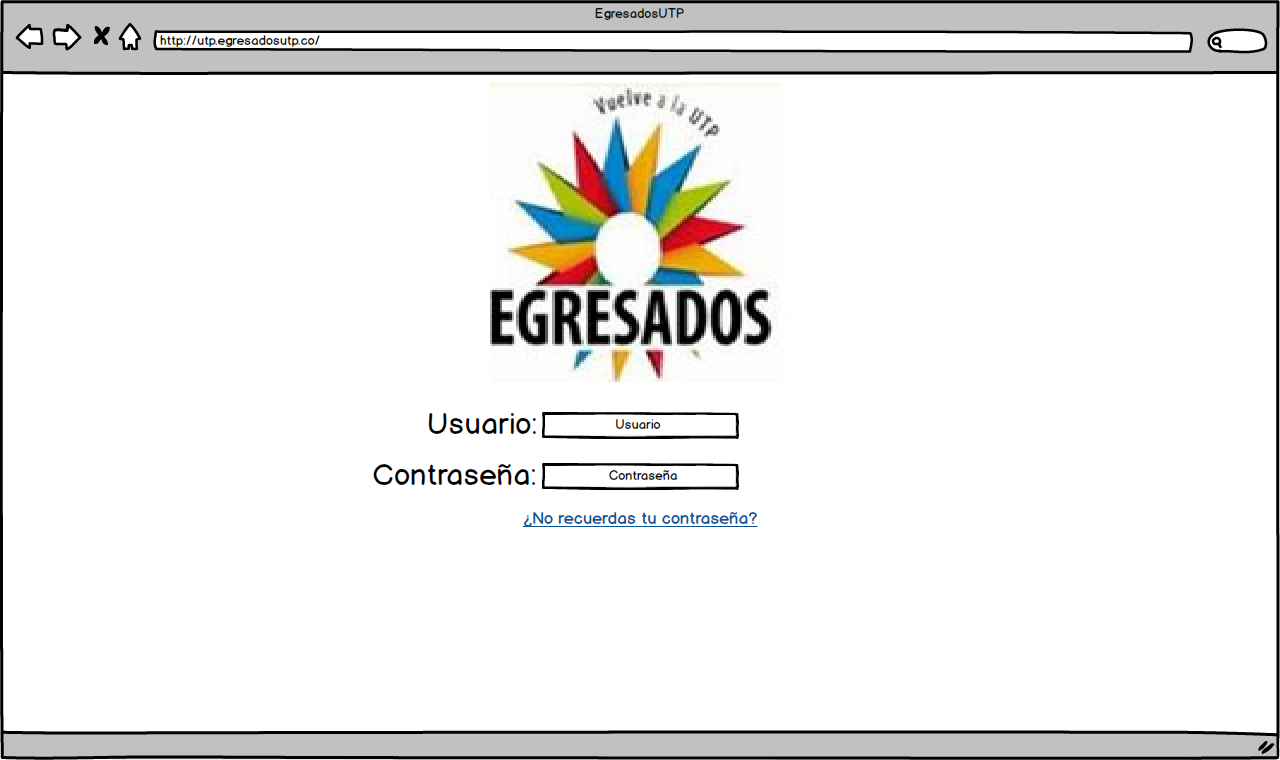 EgresadosUTP
http://utp.egresadosutp.co/
Vuelve a la UTP
EGRESADOS
Usuario: Usuario
Contraseña: Contraseña
¿No recuerdas tu contraseña?